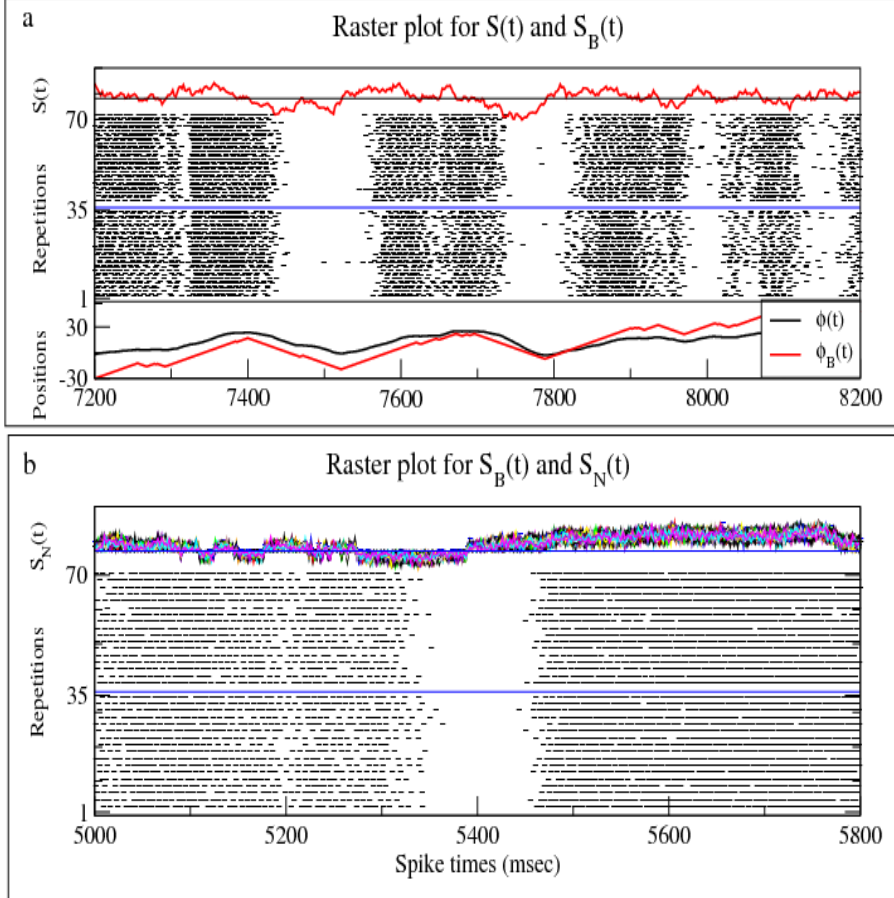 a
Raster plot for S(t) and S_B(t)
S(t)
70
Repetitions
35
1
Positions
30
-30
ϕ(t)
ϕ_B(t)
7200 7400 7600 7800 8000 8200
b
Raster plot for S_B(t) and S_N(t)
S_N(t)
70
Repetitions
35
1
5000 5200 5400 5600 5800
Spike times (msec)